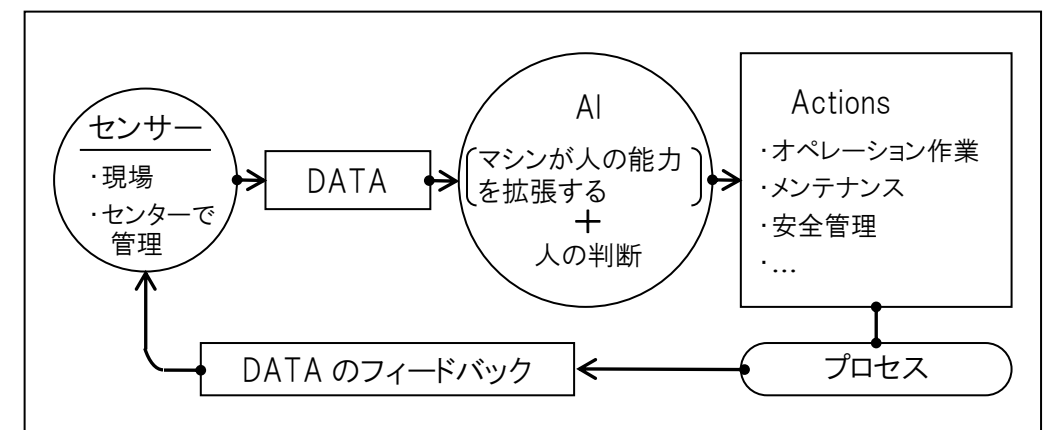 センサー
・現場
・センターで
管理
DATA
AI
マシンが人の能力
を拡張する
+
人の判断
Actions
・オペレーション作業
・メンテナンス
・安全管理
・…
プロセス
DATA のフィードバック